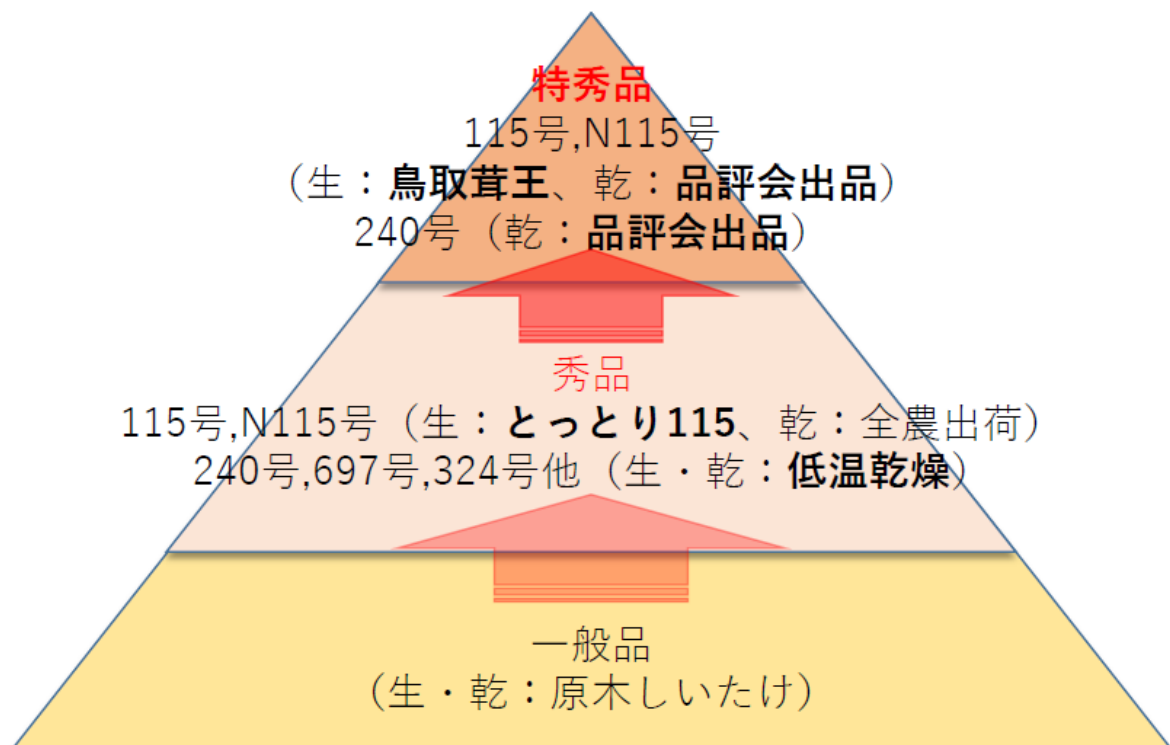 特秀品
115号,N115号
（生：鳥取茸王、乾：品評会出品）
240号（乾：品評会出品）
秀品
115号,N115号（生：とっとり115、乾：全農出荷）
240号,697号,324号他（生・乾：低温乾燥）
一般品
（生・乾：原木しいたけ）